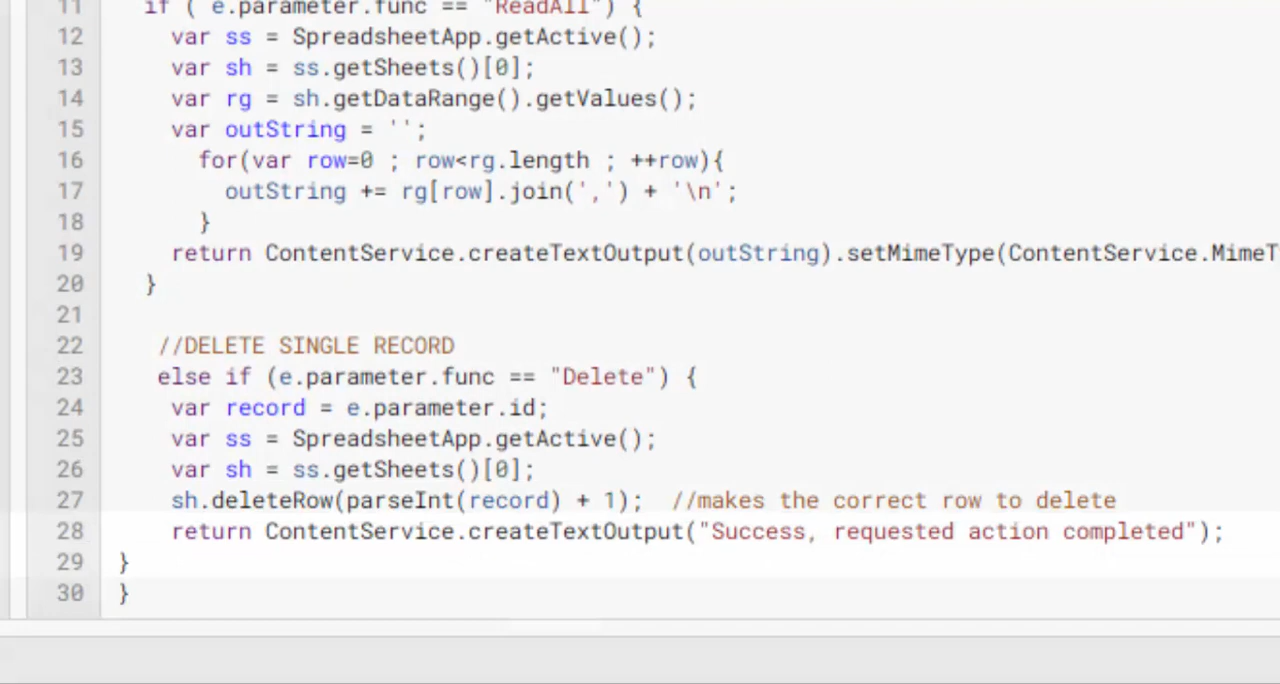 11 if ( e.parameter.func == "ReadAll") {
12 var ss = SpreadsheetApp.getActive();
13 var sh = ss.getSheets()[0];
14 var rg = sh.getDataRange().getValues();
15 var outString = '';
16 for(var row=0 ; row<rg.length ; ++row){
17 outString += rg[row].join(',') + '\n';
18 }
19 return ContentService.createTextOutput(outString).setMimeType(ContentService.MimeT
20 }
21
22 //DELETE SINGLE RECORD
23 else if (e.parameter.func == "Delete") {
24 var record = e.parameter.id;
25 var ss = SpreadsheetApp.getActive();
26 var sh = ss.getSheets()[0];
27 sh.deleteRow(parseInt(record) + 1); //makes the correct row to delete
28 return ContentService.createTextOutput("Success, requested action completed");
29 }
30 }